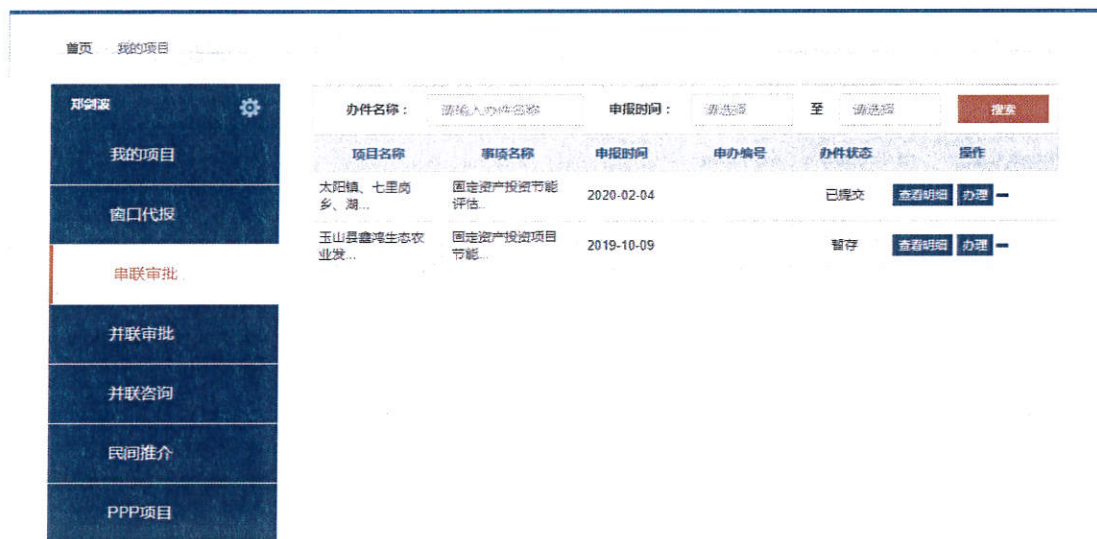 首页 我的项目
郑剑波
办件名称： 请输入办件名称 申报时间： 请选择 至 请选择 搜索
我的项目
项目名称 事项名称 申报时间 申办编号 办件状态 操作
太阳镇、七里岗
乡、湖...
固定资产投资节能
评估..
2020-02-04 已提交 查看明细 办理
窗口代报
玉山县鑫鸿生态农
业发...
固定资产投资项目
节能...
2019-10-09 暂存 查看明细 办理
串联审批
并联审批
并联咨询
民间推介
PPP项目